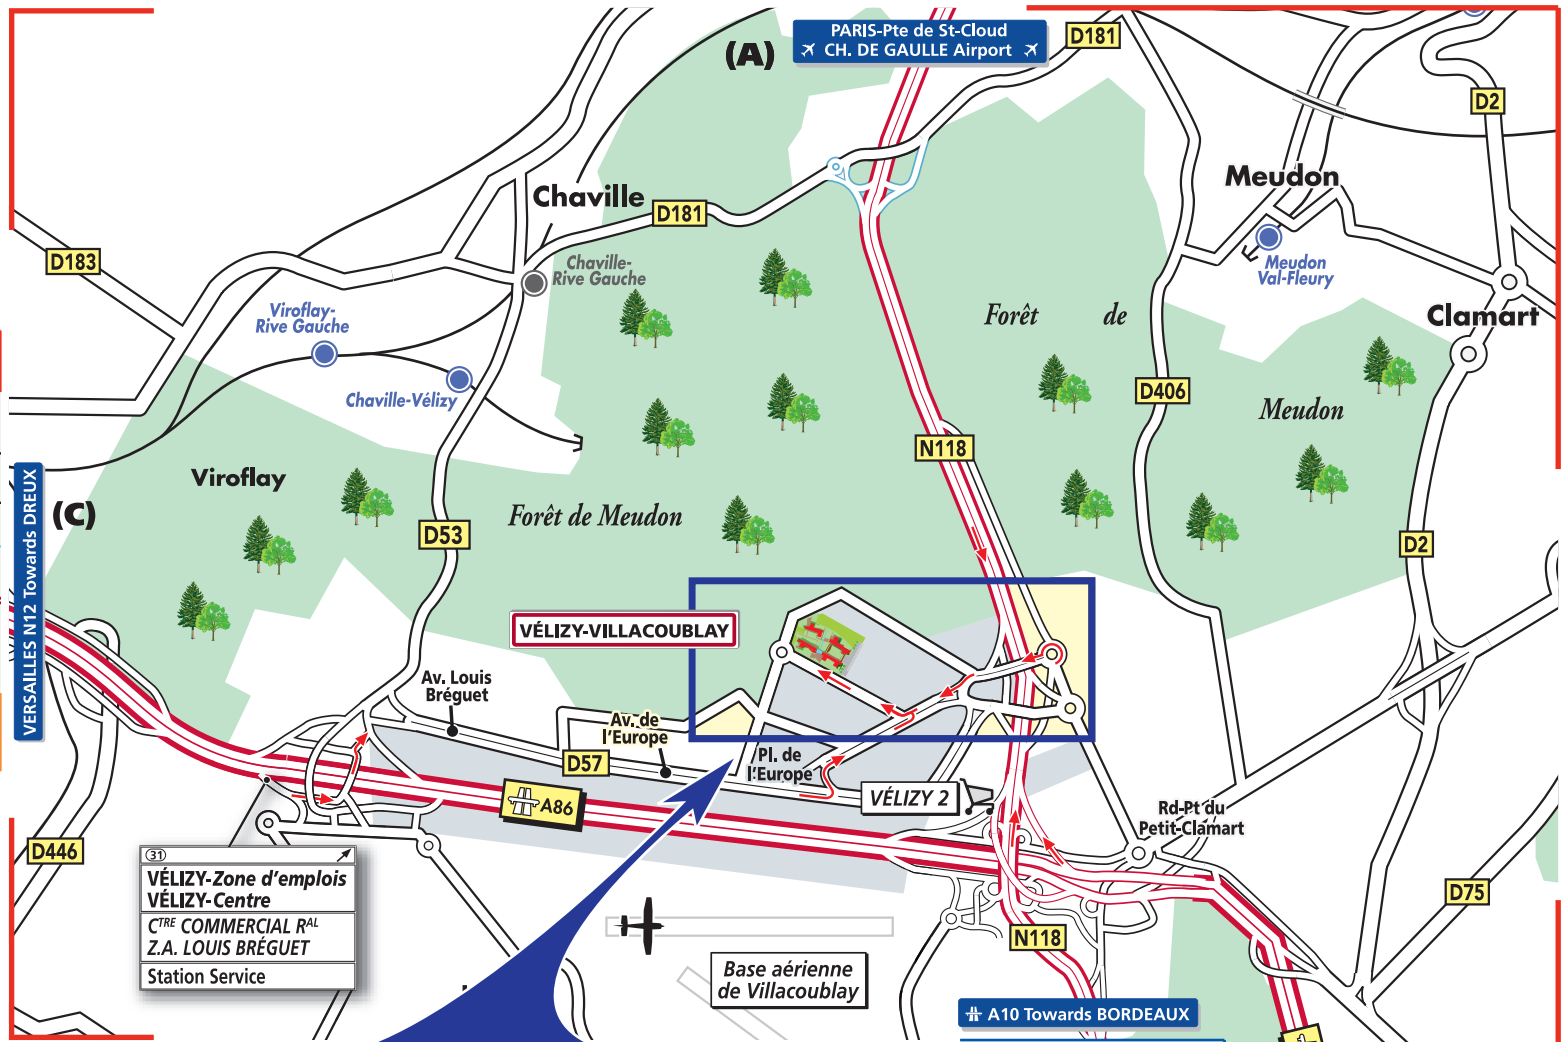 (A)
PARIS-Pte de St-Cloud
CH. DE GAULLE Airport
D181
D2
Meudon
Chaville
D181
D183
Chaville-
Rive Gauche
Meudon
Val-Fleury
Viroflay-
Rive Gauche
Forêt de
Clamart
Chaville-Vélizy
D406
Meudon
N118
Viroflay
(C)
VERSAILLES N12 Towards DREUX
Forêt de Meudon
D53
D2
VÉLIZY-VILLACOUBLAY
Av. Louis
Bréguet
Av. de
l'Europe
D57
Pl. de
l'Europe
VÉLIZY 2
A86
Rd-Pt du
Petit-Clamart
D446
31
VÉLIZY-Zone d'emplois
VÉLIZY-Centre
CTRE COMMERCIAL RAL
Z.A. LOUIS BRÉGUET
Station Service
D75
N118
Base aérienne
de Villacoublay
A10 Towards BORDEAUX